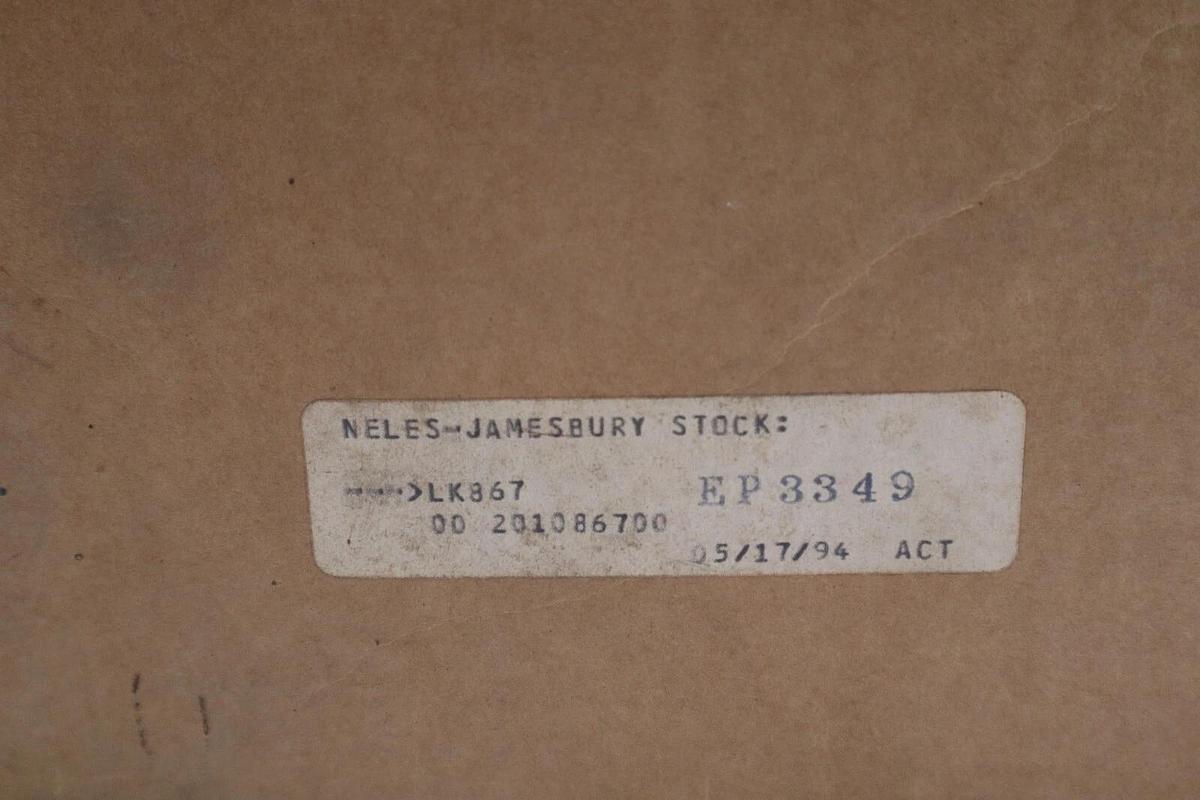 NELES-JAMESBURY STOCK:
---->LK867 EP3349
00 201086700
05/17/94 ACT